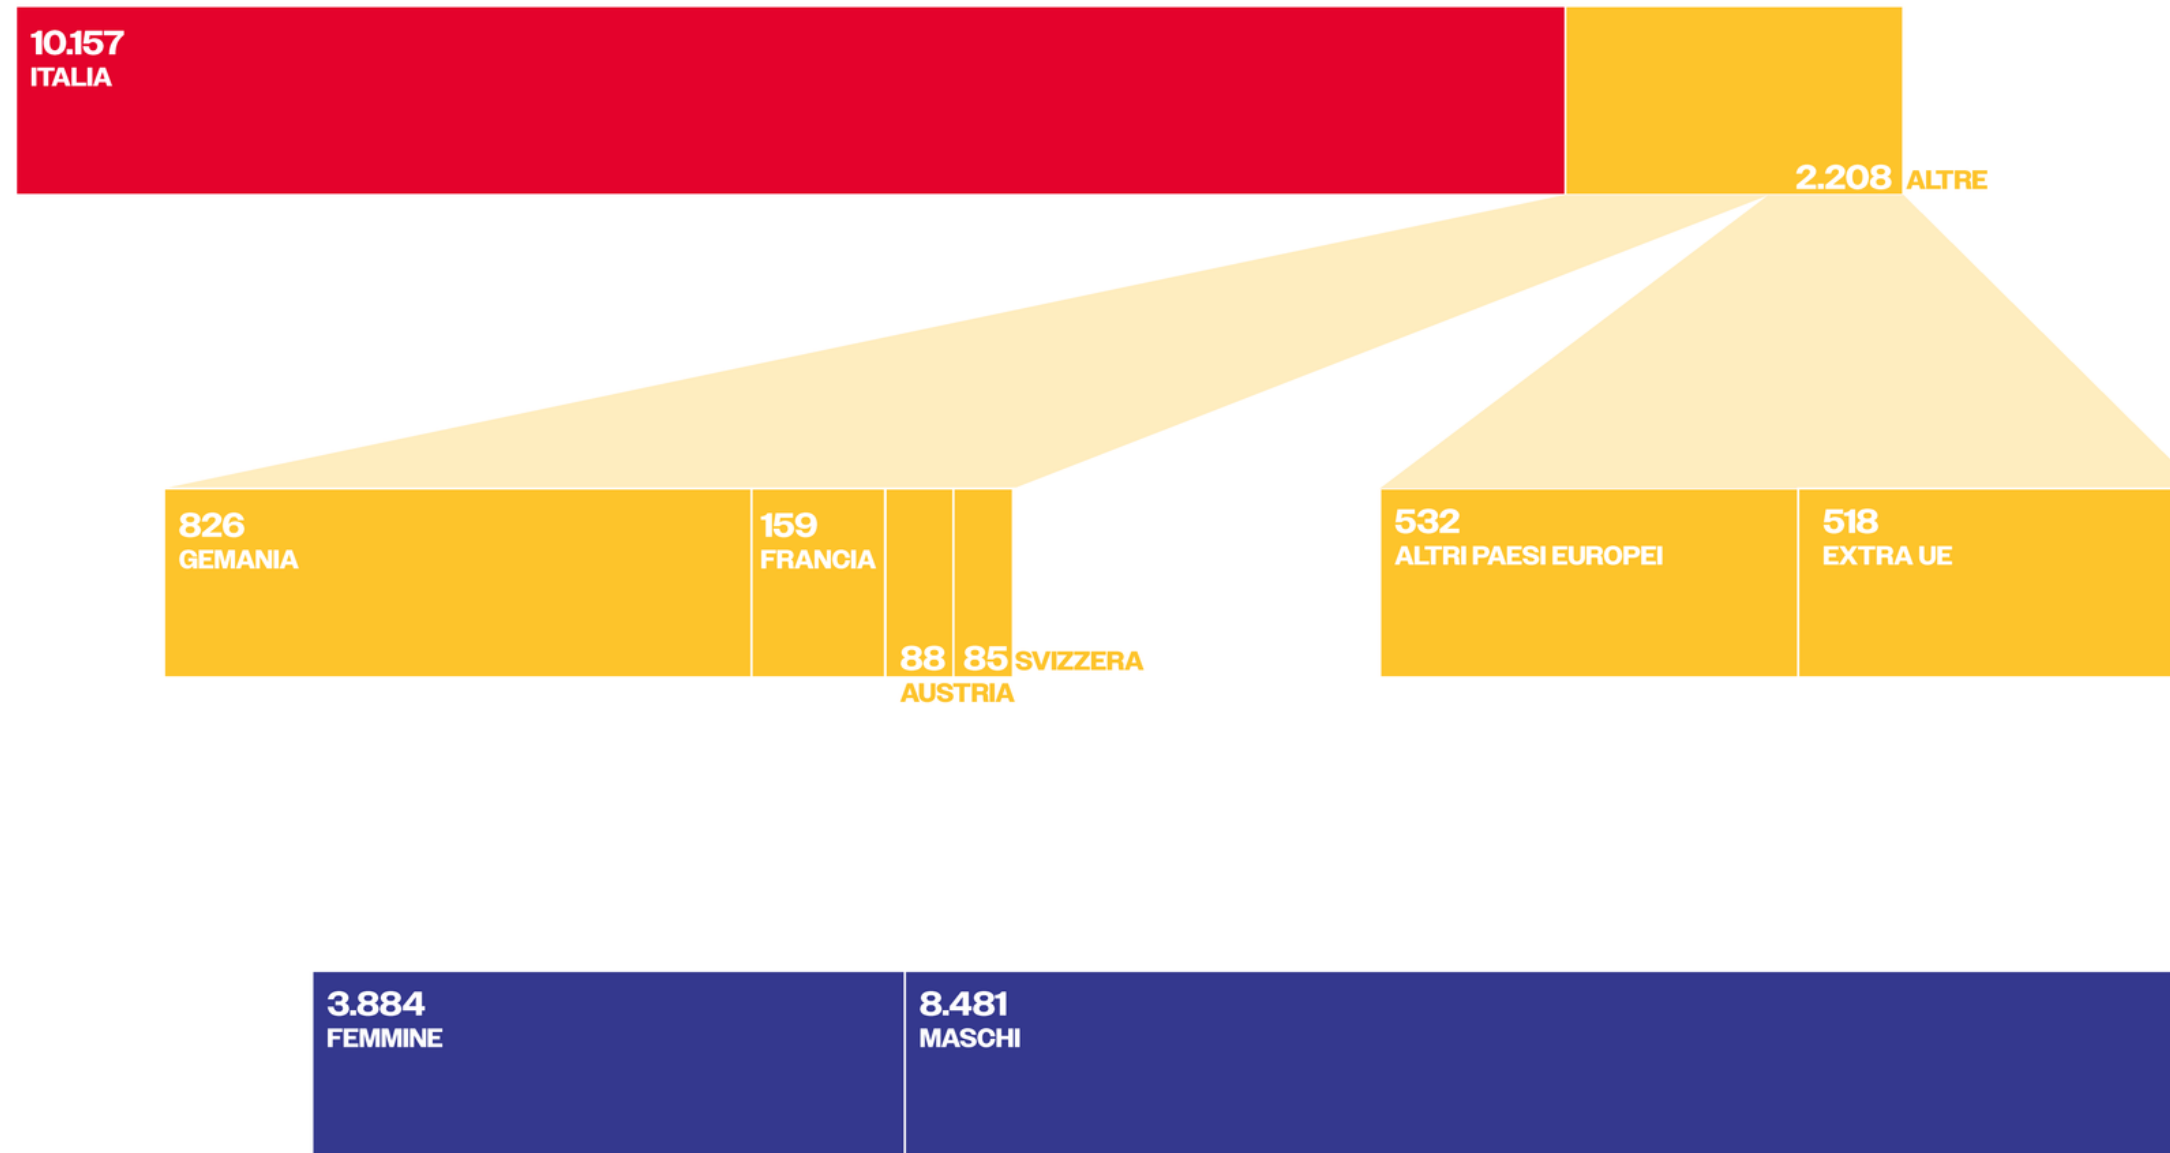 10.157
ITALIA
2.208 ALTRE
826
GEMANIA
159
FRANCIA
88
AUSTRIA
85 SVIZZERA
532
ALTRI PAESI EUROPEI
518
EXTRA UE
3.884
FEMMINE
8.481
MASCHI